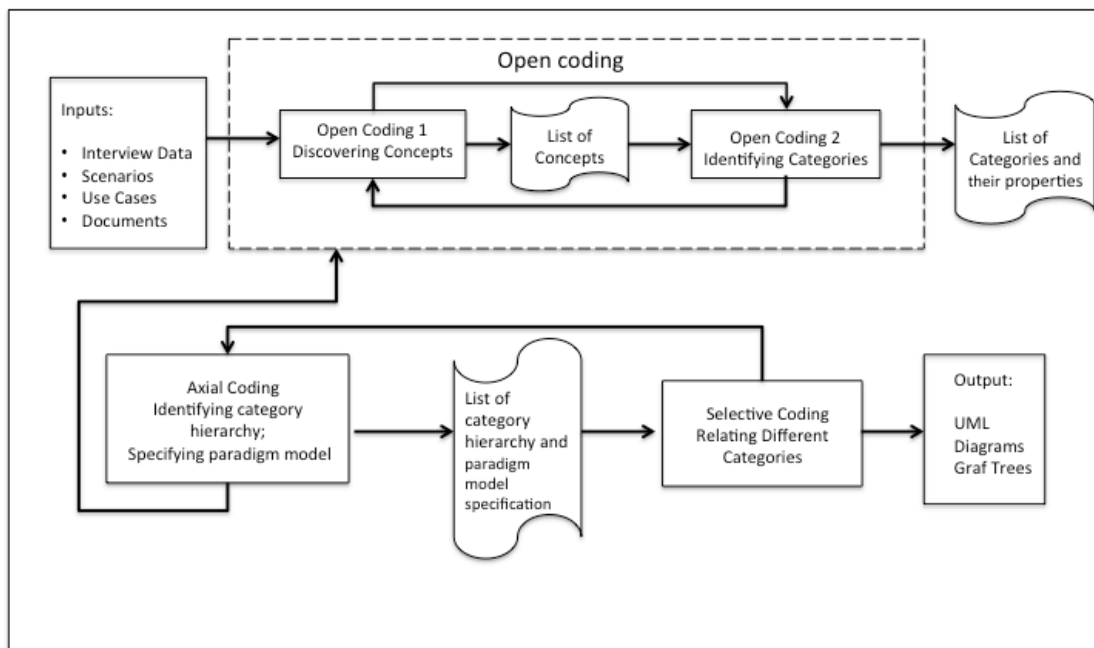 Open coding
Inputs:
• Interview Data
• Scenarios
• Use Cases
• Documents
Open Coding 1
Discovering Concepts
List of
Concepts
Open Coding 2
Identifying Categories
List of
Categories and
their properties
Axial Coding
Identifying category
hierarchy;
Specifying paradigm model
List of
category
hierarchy and
paradigm
model
specification
Selective Coding
Relating Different
Categories
Output:
UML
Diagrams
Graf Trees